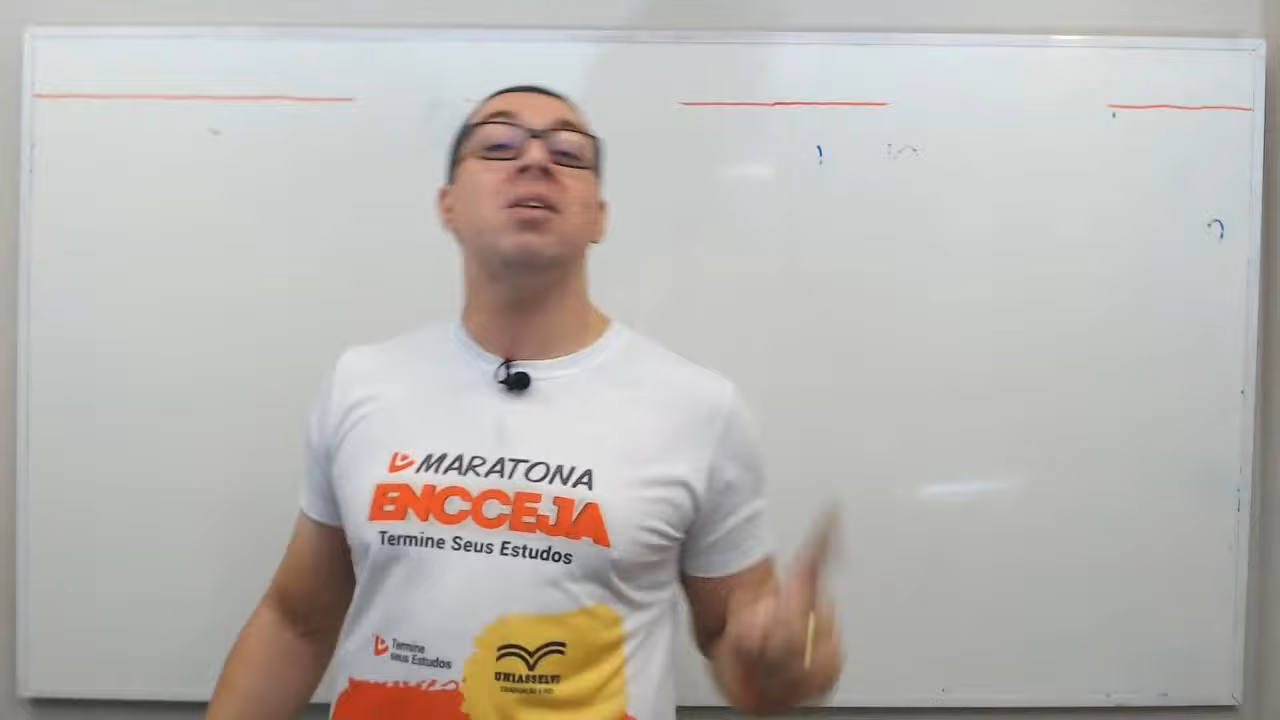 MARATONA
ENCCEJA
Termine Seus Estudos
Termine
seus Estudos
UNIASSELVI